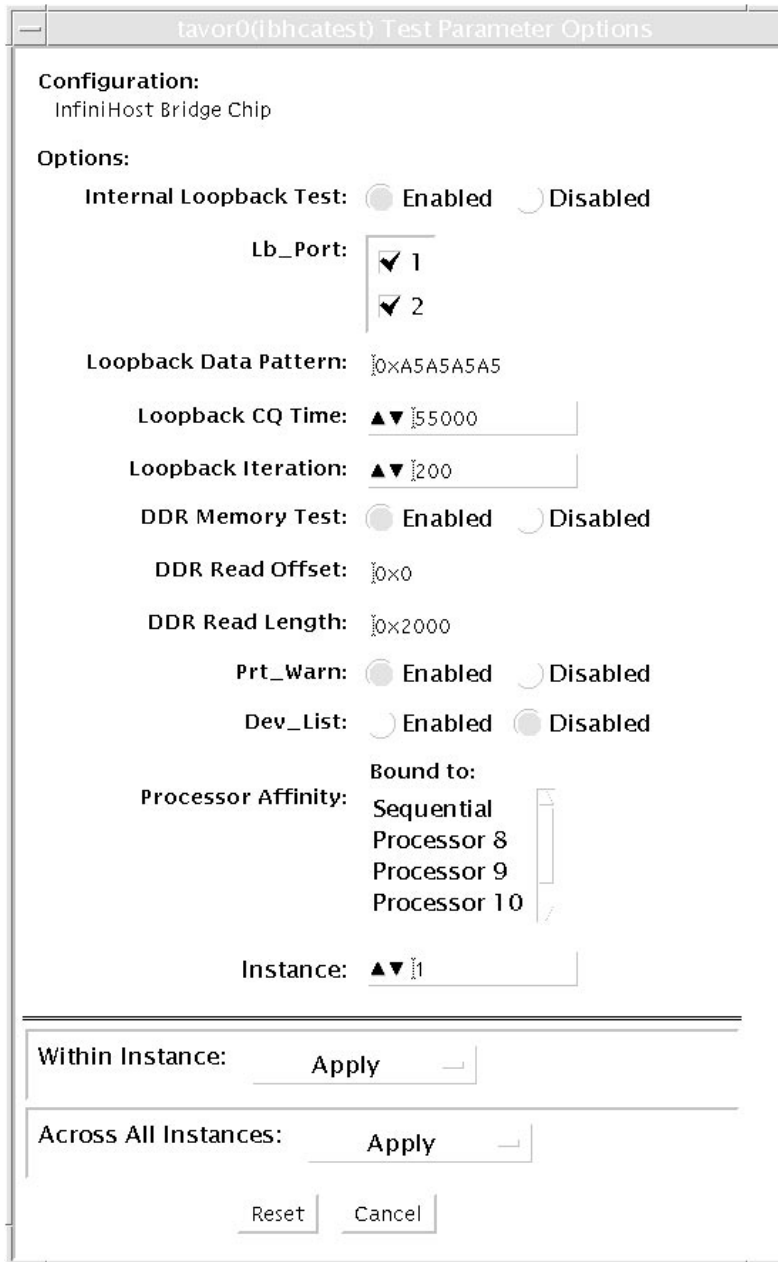 tavor0(ibhcatest) Test Parameter Options
Configuration:
InfiniHost Bridge Chip
Options:
Internal Loopback Test: Enabled Disabled
Lb_Port: 1
2
Loopback Data Pattern: 0xA5A5A5A5
Loopback CQ Time: 55000
Loopback Iteration: 200
DDR Memory Test: Enabled Disabled
DDR Read Offset: 0x0
DDR Read Length: 0x2000
Prt_Warn: Enabled Disabled
Dev_List: Enabled Disabled
Bound to:
Processor Affinity: Sequential
Processor 8
Processor 9
Processor 10
Instance: 1
Within Instance: Apply
Across All Instances: Apply
Reset Cancel